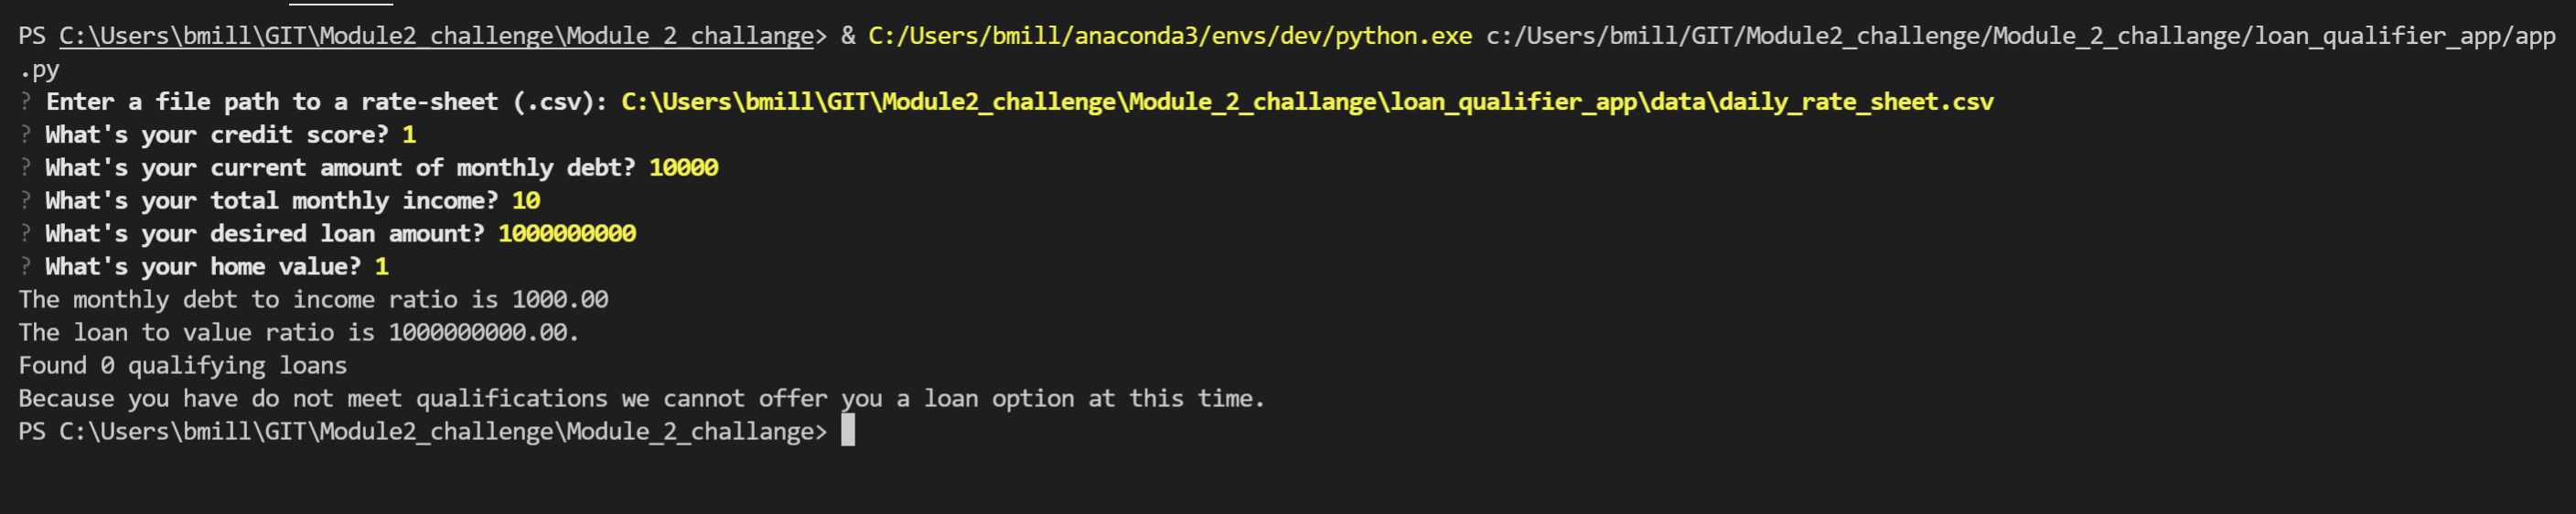 PS C:\Users\bmill\GIT\Module2_challenge\Module_2_challange> & C:/Users/bmill/anaconda3/envs/dev/python.exe c:/Users/bmill/GIT/Module2_challenge/Module_2_challange/loan_qualifier_app/app
.py
? Enter a file path to a rate-sheet (.csv): C:\Users\bmill\GIT\Module2_challenge\Module_2_challange\loan_qualifier_app\data\daily_rate_sheet.csv
? What's your credit score? 1
? What's your current amount of monthly debt? 10000
? What's your total monthly income? 10
? What's your desired loan amount? 1000000000
? What's your home value? 1
The monthly debt to income ratio is 1000.00
The loan to value ratio is 1000000000.00.
Found 0 qualifying loans
Because you have do not meet qualifications we cannot offer you a loan option at this time.
PS C:\Users\bmill\GIT\Module2_challenge\Module_2_challange>